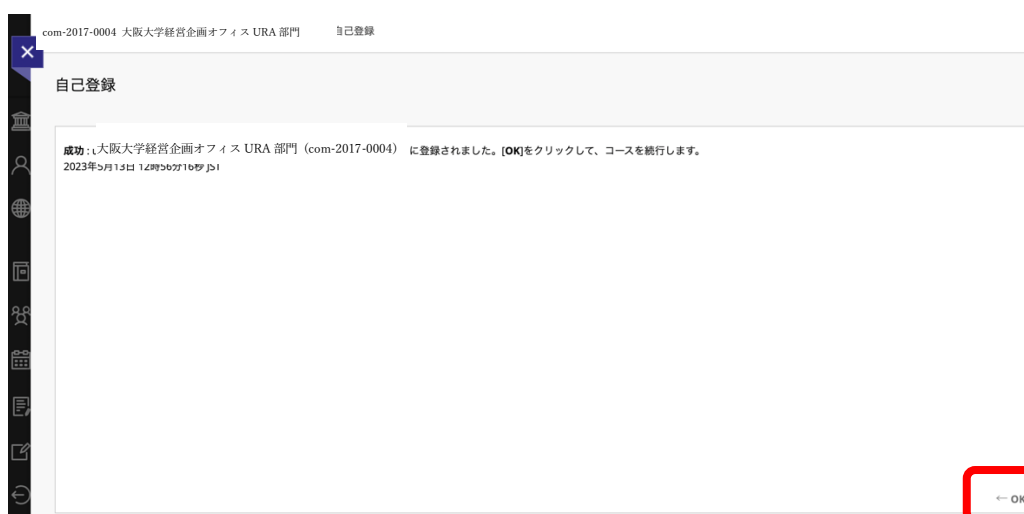 com-2017-0004 大阪大学経営企画オフィス URA 部門 自己登録
自己登録
成功 : 大阪大学経営企画オフィス URA 部門（com-2017-0004） に登録されました。[OK]をクリックして、コースを続行します。
2023年5月13日 12時56分16秒 JST
← OK